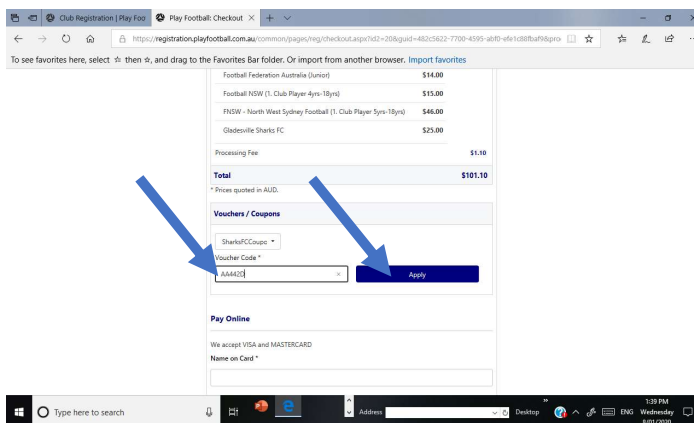 Club Registration | Play Foo
Play Football: Checkout
https://registration.playfootball.com.au/common/pages/reg/checkout.aspx?id2=20&guid=482c5622-7700-4595-abf0-efe1c88fbaf9&pro
To see favorites here, select ☆ then ☆, and drag to the Favorites Bar folder. Or import from another browser. Import favorites
Football Federation Australia (Junior) $14.00
Football NSW (1. Club Player 4yrs-18yrs) $15.00
FNSW - North West Sydney Football (1. Club Player 5yrs-18yrs) $46.00
Gladesville Sharks FC $25.00
Processing Fee $1.10
Total $101.10
* Prices quoted in AUD.
Vouchers / Coupons
SharksFCCoupo
Voucher Code *
AA442D
Apply
Pay Online
We accept VISA and MASTERCARD
Name on Card *
Type here to search
Address
Desktop
ENG
1:39 PM
Wednesday
8/01/2020